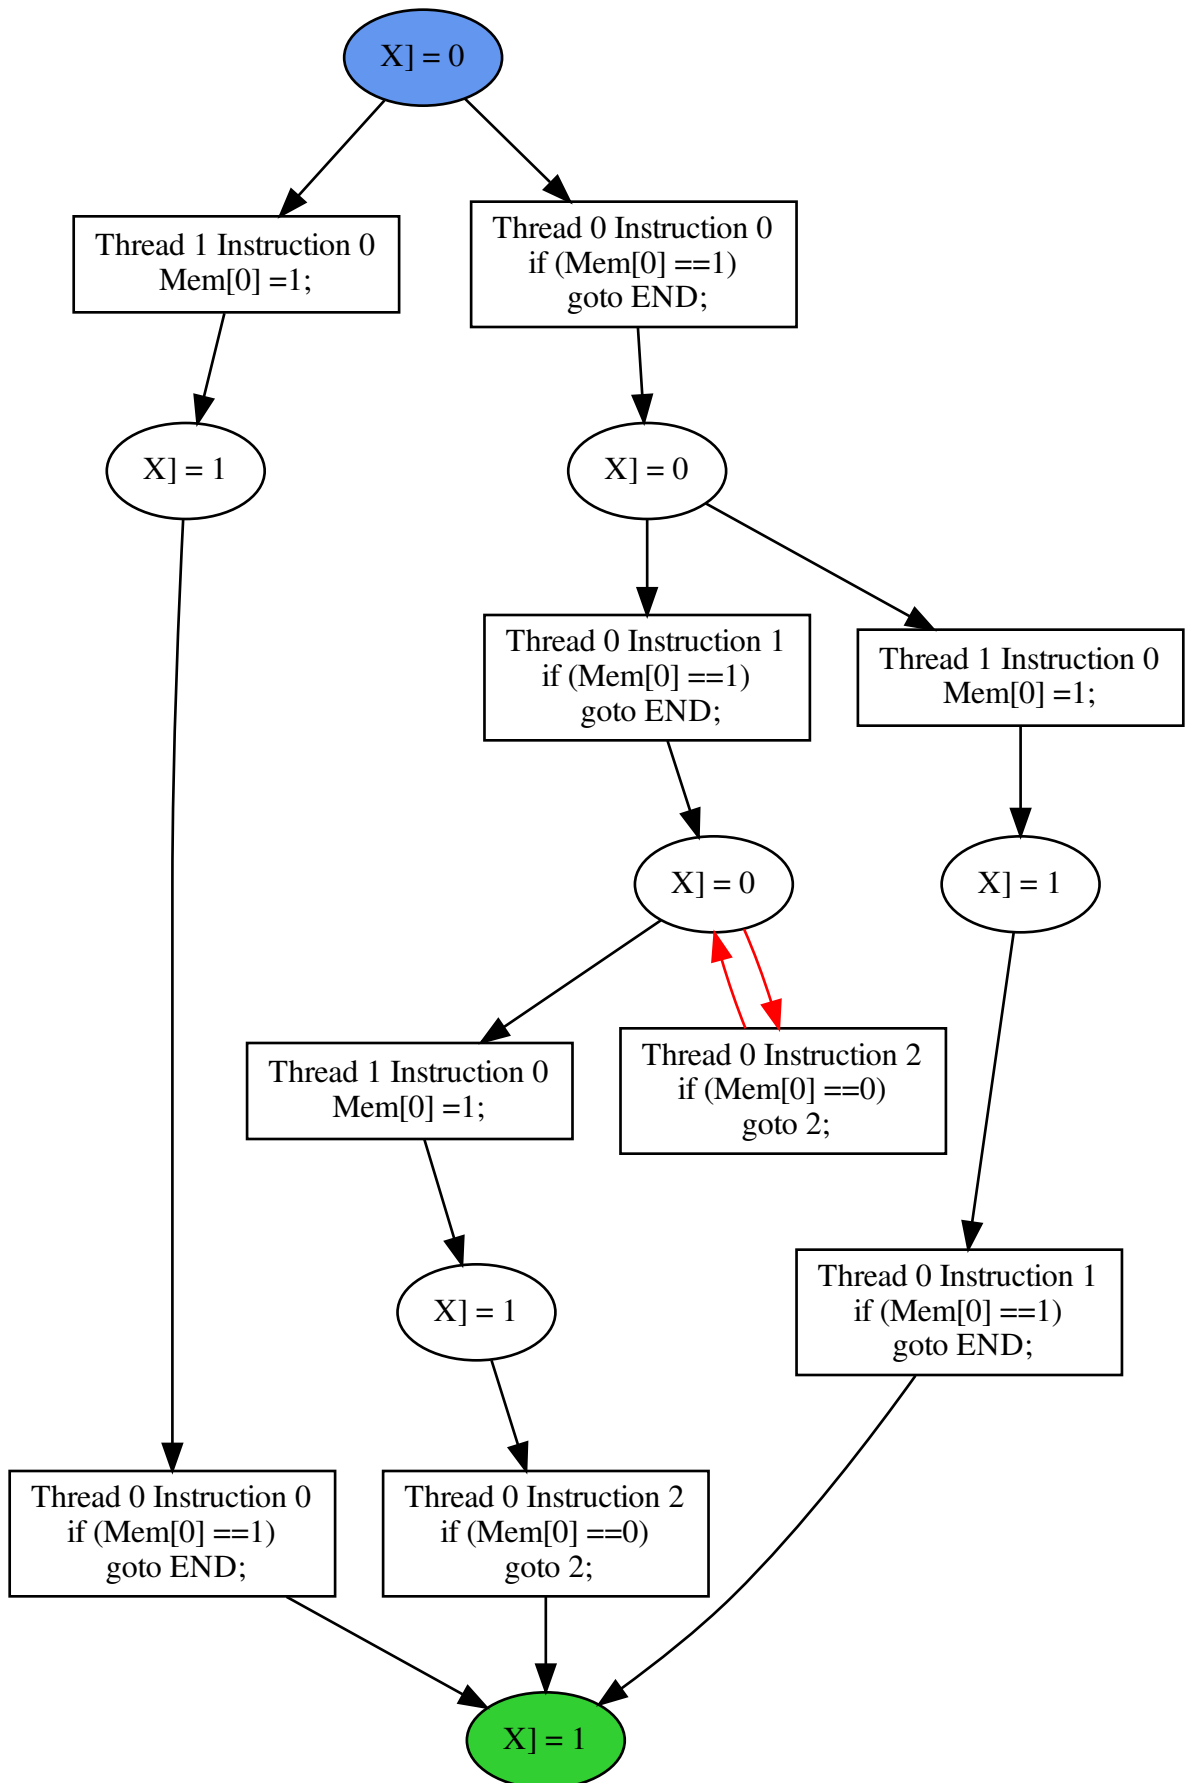 X] = 0
Thread 1 Instruction 0
Mem[0] =1;
Thread 0 Instruction 0
if (Mem[0] ==1)
goto END;
X] = 1
X] = 0
Thread 0 Instruction 1
if (Mem[0] ==1)
goto END;
Thread 1 Instruction 0
Mem[0] =1;
X] = 0
X] = 1
Thread 1 Instruction 0
Mem[0] =1;
Thread 0 Instruction 2
if (Mem[0] ==0)
goto 2;
X] = 1
Thread 0 Instruction 1
if (Mem[0] ==1)
goto END;
Thread 0 Instruction 0
if (Mem[0] ==1)
goto END;
Thread 0 Instruction 2
if (Mem[0] ==0)
goto 2;
X] = 1